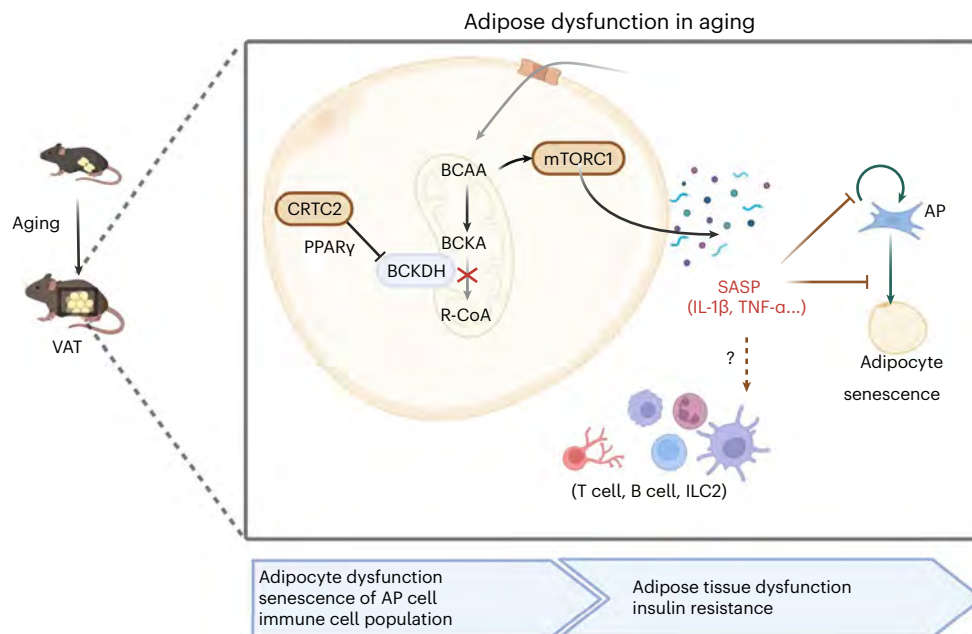 Adipose dysfunction in aging
Aging
VAT
BCAA
mTORC1
CRTC2
PPARγ
BCKA
BCKDH
R-CoA
SASP
(IL-1β, TNF-α...)
?
AP
Adipocyte
senescence
(T cell, B cell, ILC2)
Adipocyte dysfunction
senescence of AP cell
immune cell population
Adipose tissue dysfunction
insulin resistance